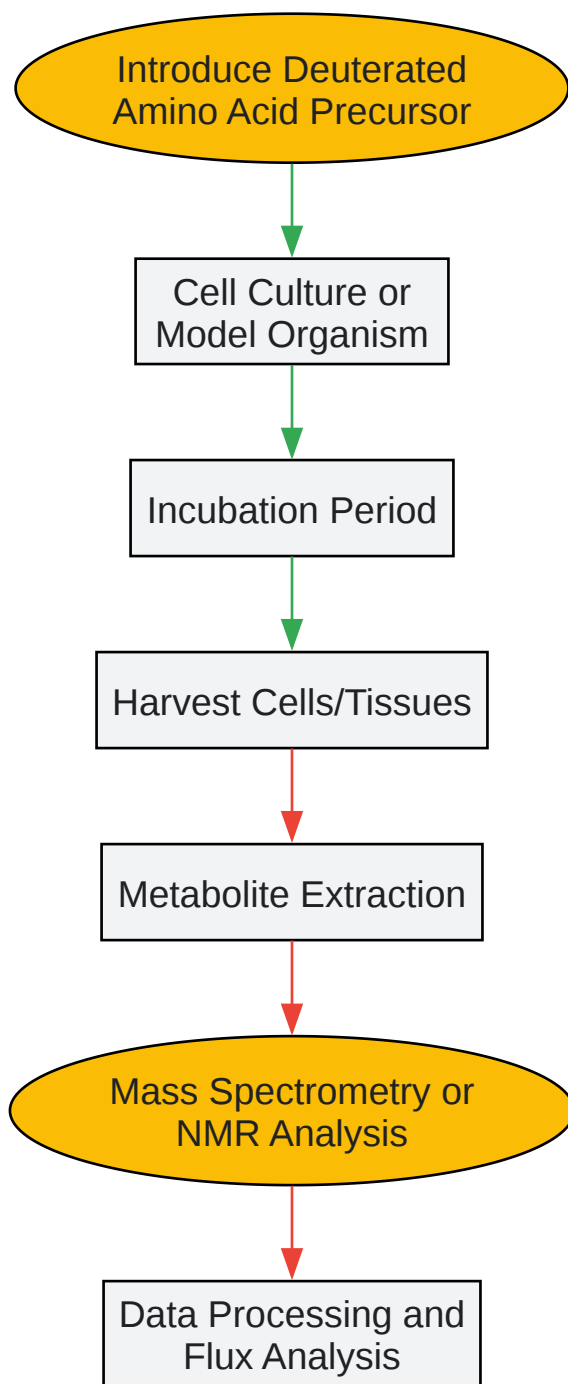 Introduce Deuterated
Amino Acid Precursor
Cell Culture or
Model Organism
Incubation Period
Harvest Cells/Tissues
Metabolite Extraction
Mass Spectrometry or
NMR Analysis
Data Processing and
Flux Analysis